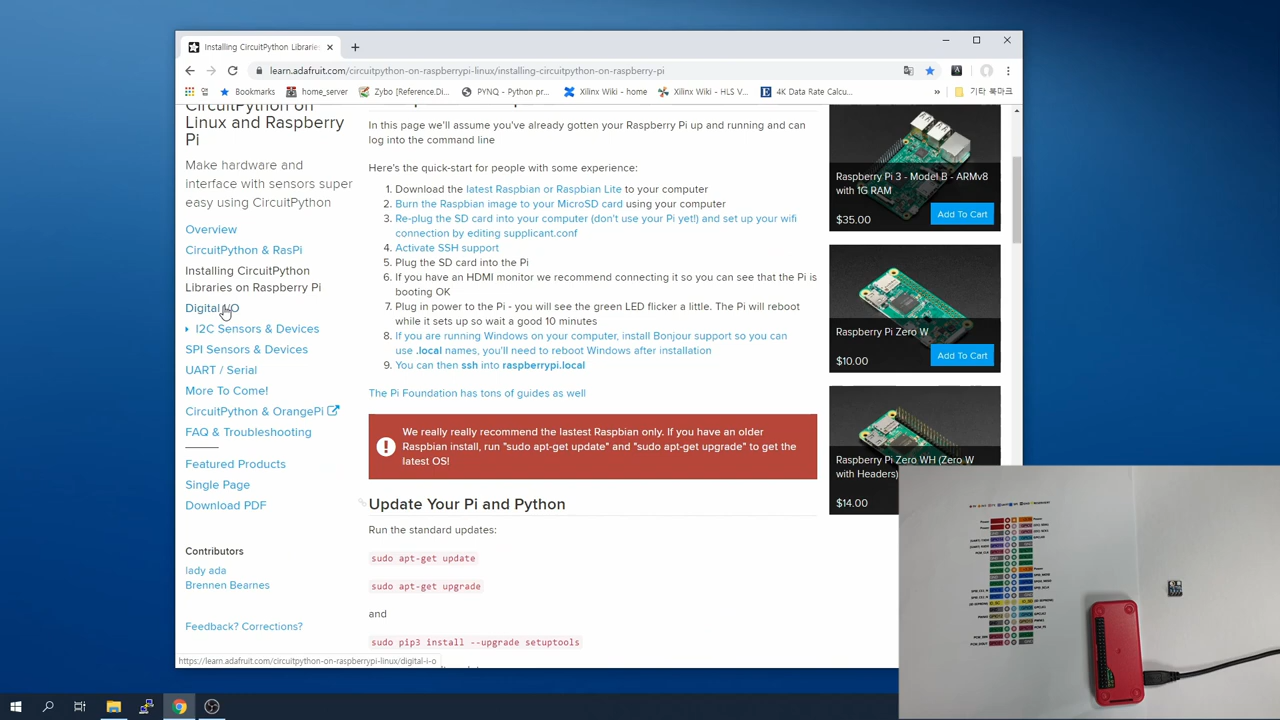 Installing CircuitPython Librarie
learn.adafruit.com/circuitpython-on-raspberrypi-linux/installing-circuitpython-on-raspberry-pi
앱
Bookmarks
home_server
Zybo [Reference.Di...
PYNQ - Python pr...
Xilinx Wiki - home
Xilinx Wiki - HLS V...
4K Data Rate Calcu...
»
기타 북마크
CircuitPython on
Linux and Raspberry
Pi
Make hardware and
interface with sensors super
easy using CircuitPython
Overview
CircuitPython & RasPi
Installing CircuitPython
Libraries on Raspberry Pi
Digital I/O
I2C Sensors & Devices
SPI Sensors & Devices
UART / Serial
More To Come!
CircuitPython & OrangePi
FAQ & Troubleshooting
Featured Products
Single Page
Download PDF
Contributors
lady ada
Brennen Bearnes
Feedback? Corrections?
https://learn.adafruit.com/circuitpython-on-raspberrypi-linux/digital-i-o
In this page we'll assume you've already gotten your Raspberry Pi up and running and can
log into the command line
Here's the quick-start for people with some experience:
1. Download the latest Raspbian or Raspbian Lite to your computer
2. Burn the Raspbian image to your MicroSD card using your computer
3. Re-plug the SD card into your computer (don't use your Pi yet!) and set up your wifi
connection by editing supplicant.conf
4. Activate SSH support
5. Plug the SD card into the Pi
6. If you have an HDMI monitor we recommend connecting it so you can see that the Pi is
booting OK
7. Plug in power to the Pi - you will see the green LED flicker a little. The Pi will reboot
while it sets up so wait a good 10 minutes
8. If you are running Windows on your computer, install Bonjour support so you can
use .local names, you'll need to reboot Windows after installation
9. You can then ssh into raspberrypi.local
The Pi Foundation has tons of guides as well
We really really recommend the lastest Raspbian only. If you have an older
Raspbian install, run "sudo apt-get update" and "sudo apt-get upgrade" to get the
latest OS!
Update Your Pi and Python
Run the standard updates:
sudo apt-get update
sudo apt-get upgrade
and
sudo pip3 install --upgrade setuptools
Raspberry Pi 3 - Model B - ARMv8
with 1G RAM
$35.00
Add To Cart
Raspberry Pi Zero W
$10.00
Add To Cart
Raspberry Pi Zero WH (Zero W
with Headers)
$14.00